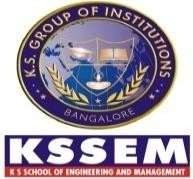 K.S. GROUP OF INSTITUTIONS
BANGALORE
KSSEM
K S SCHOOL OF ENGINEERING AND MANAGEMENT